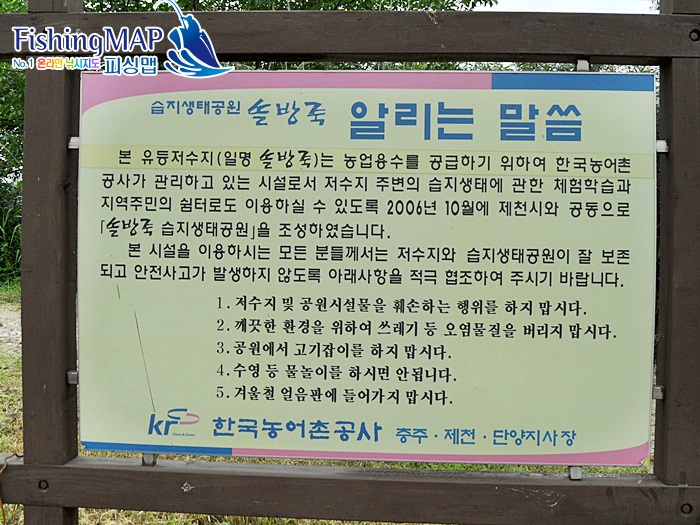 FishingMAP
No.1 온라인 낚시지도 피싱맵
습지생태공원 솔방죽 알리는 말씀
본 유등저수지(일명 솔방죽)는 농업용수를 공급하기 위하여 한국농어촌
공사가 관리하고 있는 시설로서 저수지 주변의 습지생태에 관한 체험학습과
지역주민의 쉼터로도 이용하실 수 있도록 2006년 10월에 제천시와 공동으로
「솔방죽 습지생태공원」을 조성하였습니다.
본 시설을 이용하시는 모든 분들께서는 저수지와 습지생태공원이 잘 보존
되고 안전사고가 발생하지 않도록 아래사항을 적극 협조하여 주시기 바랍니다.
1. 저수지 및 공원시설물을 훼손하는 행위를 하지 맙시다.
2. 깨끗한 환경을 위하여 쓰레기 등 오염물질을 버리지 맙시다.
3. 공원에서 고기잡이를 하지 맙시다.
4. 수영 등 물놀이를 하시면 안됩니다.
5. 겨울철 얼음판에 들어가지 맙시다.
kr 한국농어촌공사 충주·제천·단양지사장